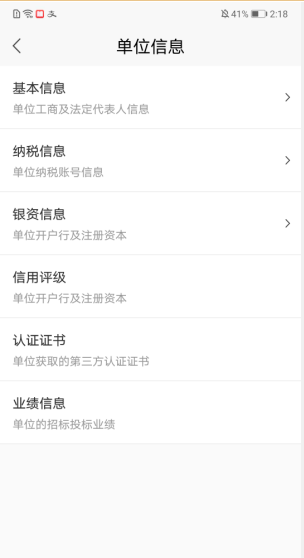 41% 2:18
单位信息
基本信息
单位工商及法定代表人信息
纳税信息
单位纳税账号信息
银资信息
单位开户行及注册资本
信用评级
单位开户行及注册资本
认证证书
单位获取的第三方认证证书
业绩信息
单位的招标投标业绩